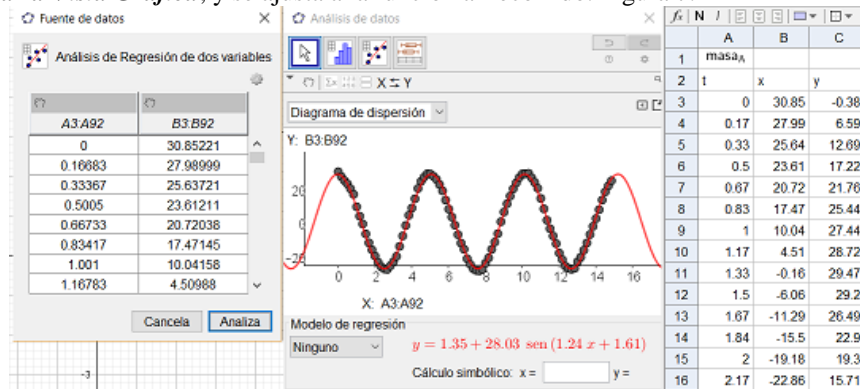 Fuente de datos
Análisis de Regresión de dos variables
A3:A92 B3:B92
0 30.85221
0.16683 27.98999
0.33367 25.63721
0.5005 23.61211
0.66733 20.72038
0.83417 17.47145
1.001 10.04158
1.16783 4.50988
Cancela Analiza
-3
Análisis de datos
X ⇆ Y
Diagrama de dispersión
Y: B3:B92
20
0
-20
0 2 4 6 8 10 12 14 16
X: A3:A92
Modelo de regresión
Ninguno
y = 1.35 + 28.03 sen (1.24 x + 1.61)
Cálculo simbólico: x = y =
fx N I
A B C
1 masaA
2 t x y
3 0 30.85 -0.38
4 0.17 27.99 6.59
5 0.33 25.64 12.69
6 0.5 23.61 17.22
7 0.67 20.72 21.76
8 0.83 17.47 25.44
9 1 10.04 27.44
10 1.17 4.51 28.72
11 1.33 -0.16 29.47
12 1.5 -6.06 29.2
13 1.67 -11.29 26.49
14 1.84 -15.5 22.9
15 2 -19.18 19.3
16 2.17 -22.86 15.71